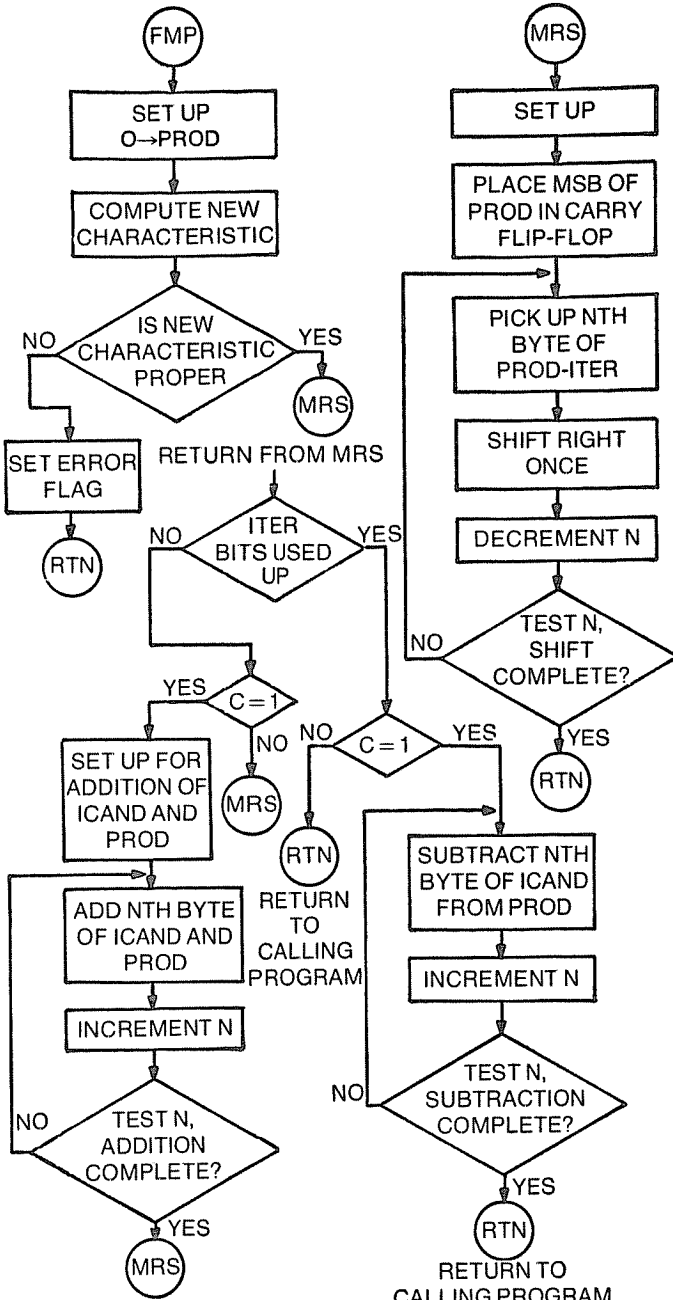 FMP
SET UP
O→PROD
COMPUTE NEW
CHARACTERISTIC
IS NEW
CHARACTERISTIC
PROPER
NO
YES
MRS
SET ERROR
FLAG
RTN
RETURN FROM MRS
ITER
BITS USED
UP
NO
YES
C=1
YES
NO
MRS
SET UP FOR
ADDITION OF
ICAND AND
PROD
ADD NTH BYTE
OF ICAND AND
PROD
INCREMENT N
TEST N,
ADDITION
COMPLETE?
NO
YES
MRS
C=1
NO
YES
RTN
RETURN
TO
CALLING
PROGRAM
SUBTRACT NTH
BYTE OF ICAND
FROM PROD
INCREMENT N
TEST N,
SUBTRACTION
COMPLETE?
NO
YES
RTN
RETURN TO
CALLING PROGRAM
MRS
SET UP
PLACE MSB OF
PROD IN CARRY
FLIP-FLOP
PICK UP NTH
BYTE OF
PROD-ITER
SHIFT RIGHT
ONCE
DECREMENT N
TEST N,
SHIFT
COMPLETE?
NO
YES
RTN